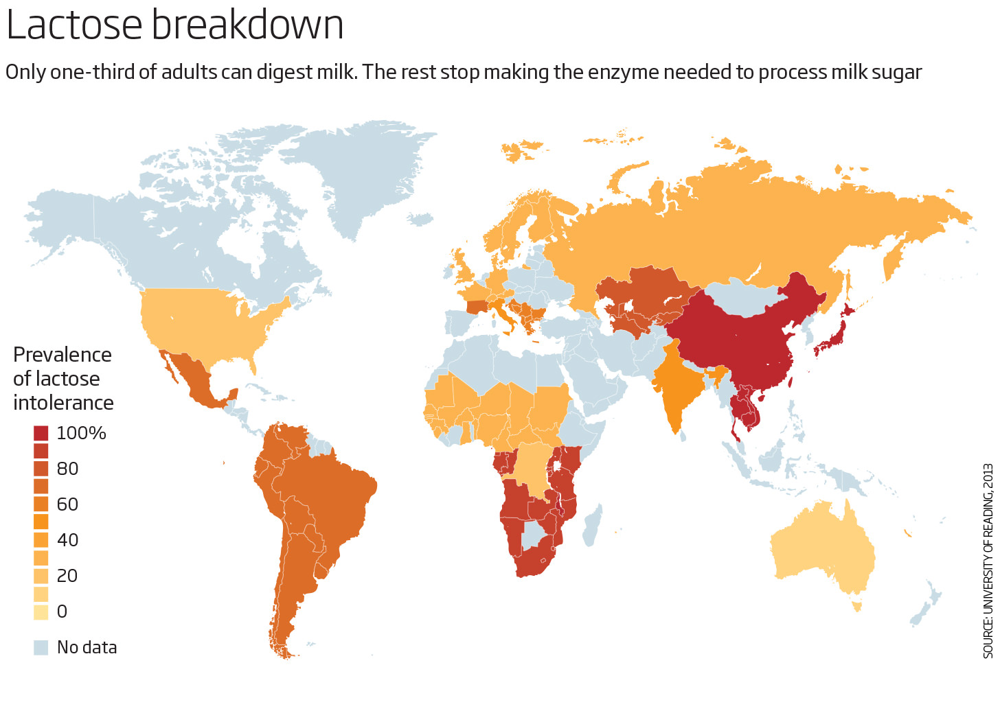 Lactose breakdown
Only one-third of adults can digest milk. The rest stop making the enzyme needed to process milk sugar
Prevalence
of lactose
intolerance
100%
80
60
40
20
0
No data
SOURCE: UNIVERSITY OF READING, 2013